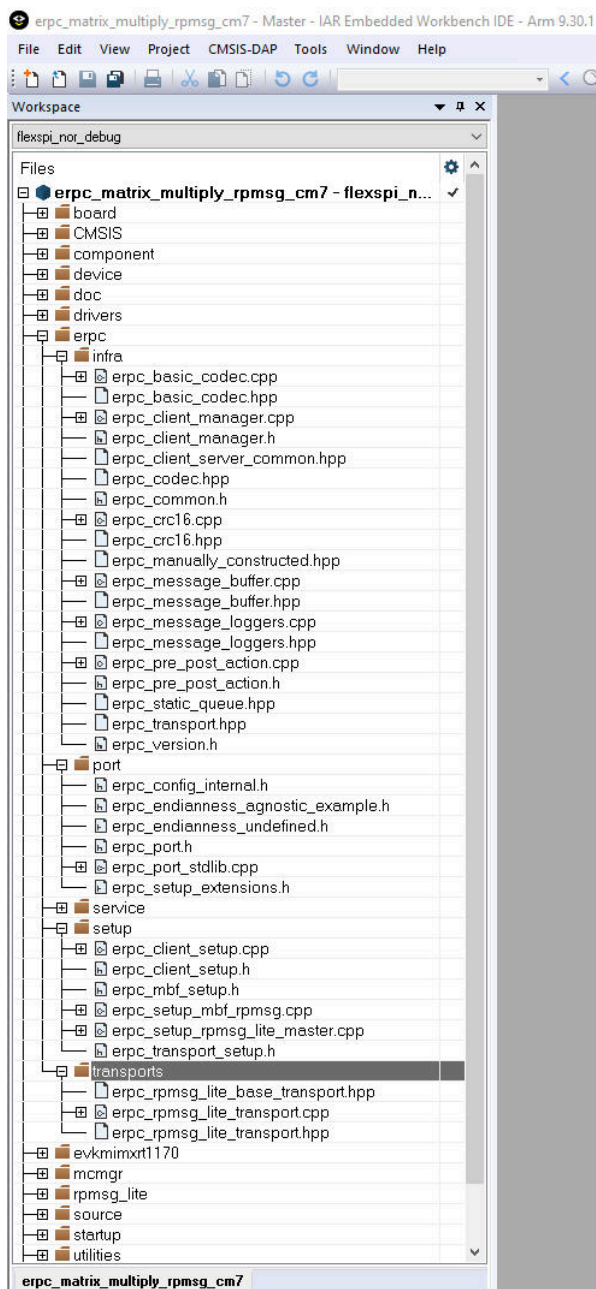 erpc_matrix_multiply_rpmsg_cm7 - Master - IAR Embedded Workbench IDE - Arm 9.30.1
File Edit View Project CMSIS-DAP Tools Window Help
Workspace
flexspi_nor_debug
Files
erpc_matrix_multiply_rpmsg_cm7 - flexspi_n...
board
CMSIS
component
device
doc
drivers
erpc
infra
erpc_basic_codec.cpp
erpc_basic_codec.hpp
erpc_client_manager.cpp
erpc_client_manager.h
erpc_client_server_common.hpp
erpc_codec.hpp
erpc_common.h
erpc_crc16.cpp
erpc_crc16.hpp
erpc_manually_constructed.hpp
erpc_message_buffer.cpp
erpc_message_buffer.hpp
erpc_message_loggers.cpp
erpc_message_loggers.hpp
erpc_pre_post_action.cpp
erpc_pre_post_action.h
erpc_static_queue.hpp
erpc_transport.hpp
erpc_version.h
port
erpc_config_internal.h
erpc_endianness_agnostic_example.h
erpc_endianness_undefined.h
erpc_port.h
erpc_port_stdlib.cpp
erpc_setup_extensions.h
service
setup
erpc_client_setup.cpp
erpc_client_setup.h
erpc_mbf_setup.h
erpc_setup_mbf_rpmsg.cpp
erpc_setup_rpmsg_lite_master.cpp
erpc_transport_setup.h
transports
erpc_rpmsg_lite_base_transport.hpp
erpc_rpmsg_lite_transport.cpp
erpc_rpmsg_lite_transport.hpp
evkmimxrt1170
mcmgr
rpmsg_lite
source
startup
utilities
erpc_matrix_multiply_rpmsg_cm7